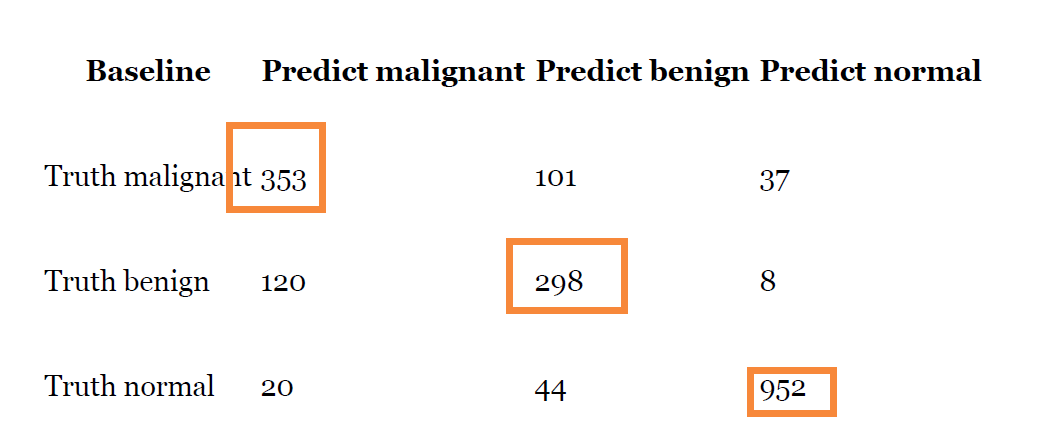 Baseline Predict malignant Predict benign Predict normal
Truth malignant 353 101 37
Truth benign 120 298 8
Truth normal 20 44 952